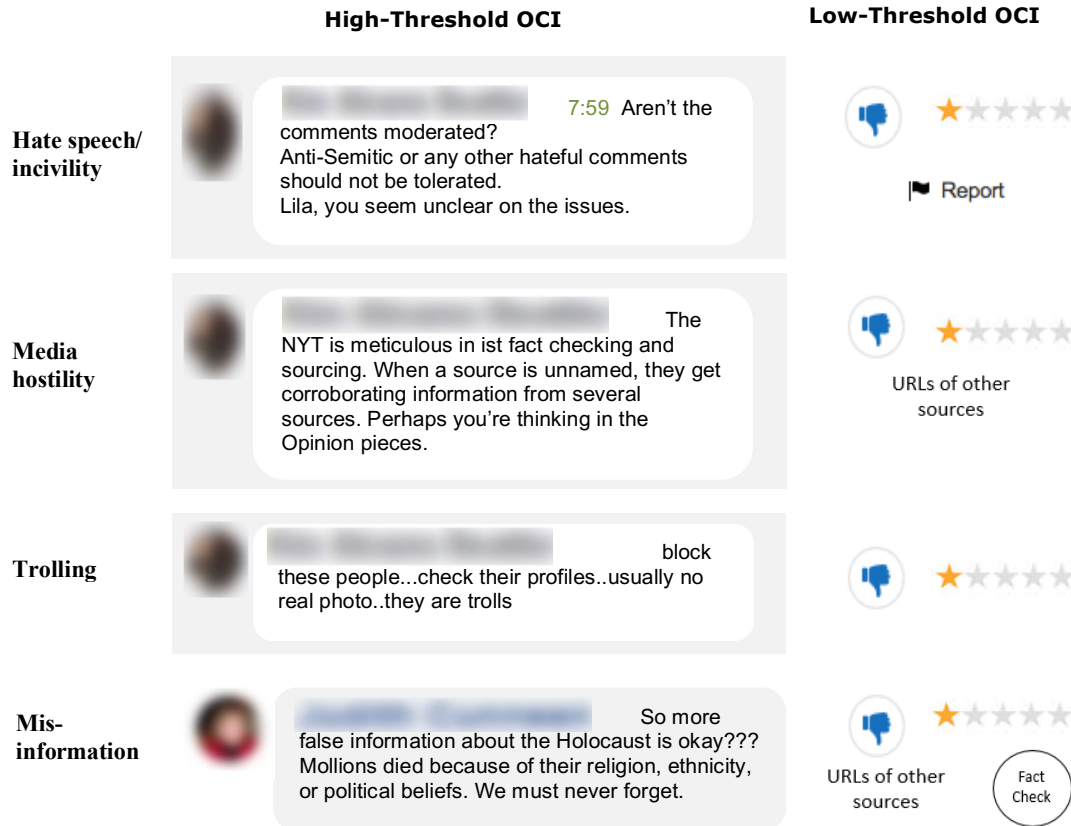 High-Threshold OCI
Low-Threshold OCI
Hate speech/
incivility
7:59 Aren’t the
comments moderated?
Anti-Semitic or any other hateful comments
should not be tolerated.
Lila, you seem unclear on the issues.
Report
Media
hostility
The
NYT is meticulous in ist fact checking and
sourcing. When a source is unnamed, they get
corroborating information from several
sources. Perhaps you’re thinking in the
Opinion pieces.
URLs of other
sources
Trolling
block
these people...check their profiles..usually no
real photo..they are trolls
Mis-
information
So more
false information about the Holocaust is okay???
Mollions died because of their religion, ethnicity,
or political beliefs. We must never forget.
URLs of other
sources
Fact
Check